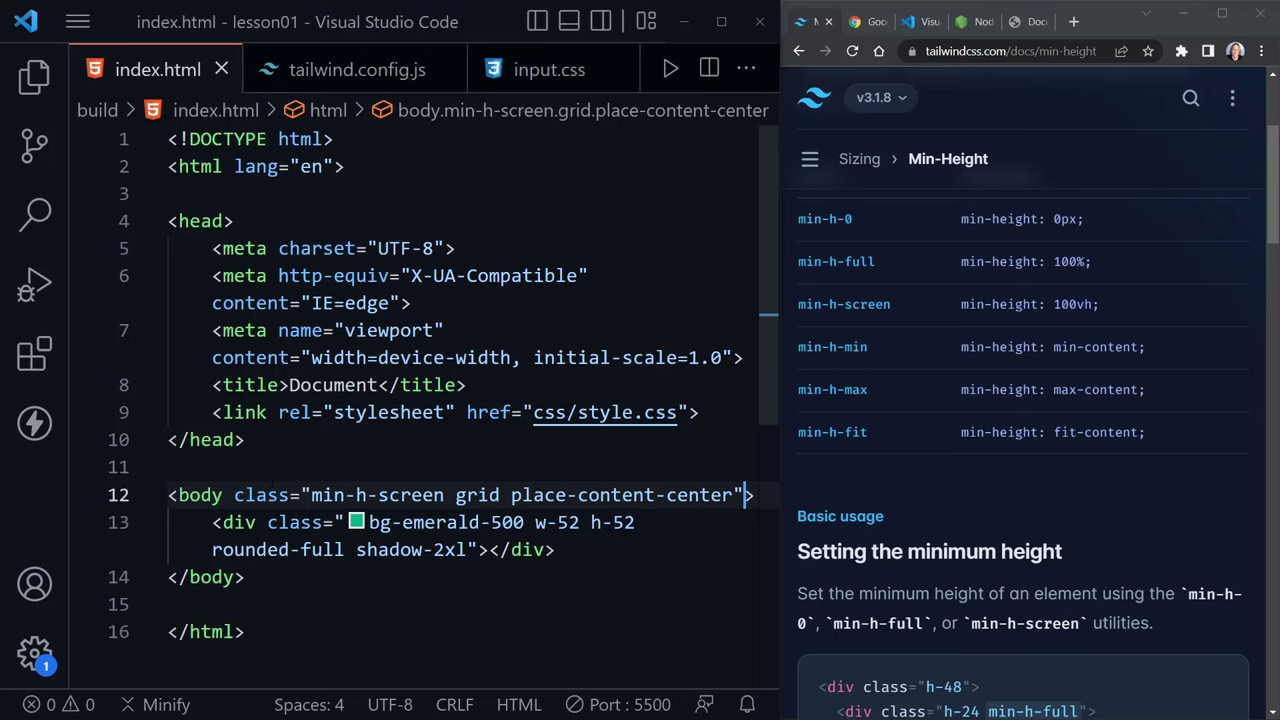 index.html - lesson01 - Visual Studio Code
index.html
tailwind.config.js
input.css
build > index.html > html > body.min-h-screen.grid.place-content-center
1 <!DOCTYPE html>
2 <html lang="en">
3
4 <head>
5 <meta charset="UTF-8">
6 <meta http-equiv="X-UA-Compatible"
content="IE=edge">
7 <meta name="viewport"
content="width=device-width, initial-scale=1.0">
8 <title>Document</title>
9 <link rel="stylesheet" href="css/style.css">
10 </head>
11
12 <body class="min-h-screen grid place-content-center">
13 <div class="bg-emerald-500 w-52 h-52
rounded-full shadow-2xl"></div>
14 </body>
15
16 </html>
1
0 0 Minify Spaces: 4 UTF-8 CRLF HTML Port : 5500
Goo
Visu
Nod
Docu
tailwindcss.com/docs/min-height
v3.1.8
Sizing > Min-Height
min-h-0 min-height: 0px;
min-h-full min-height: 100%;
min-h-screen min-height: 100vh;
min-h-min min-height: min-content;
min-h-max min-height: max-content;
min-h-fit min-height: fit-content;
Basic usage
Setting the minimum height
Set the minimum height of an element using the `min-h-
0`, `min-h-full`, or `min-h-screen` utilities.
<div class="h-48">
<div class="h-24 min-h-full">